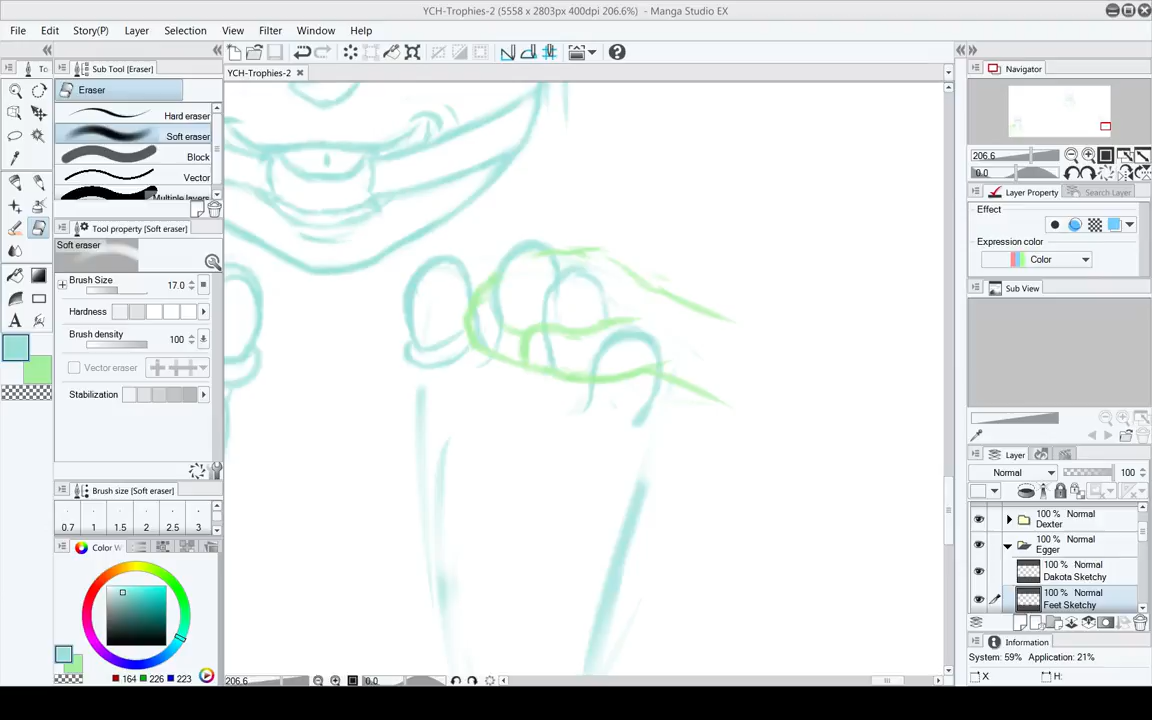 YCH-Trophies-2 (5558 x 2803px 400dpi 206.6%) - Manga Studio EX
File Edit Story(P) Layer Selection View Filter Window Help
To Sub Tool [Eraser]
YCH-Trophies-2
Navigator
Eraser
Hard eraser
Soft eraser
Block
Vector
Multiple layers
206.6
0.0
Layer Property Search Layer
Effect
Tool property [Soft eraser]
Soft eraser
Expression color
Color
Brush Size 17.0
Sub View
Hardness
Brush density 100
Vector eraser
Stabilization
Layer
Normal 100
Brush size [Soft eraser]
0.7 1 1.5 2 2.5 3
100 % Normal
Dexter
100 % Normal
Egger
Color W
100 % Normal
Dakota Sketchy
100 % Normal
Feet Sketchy
Information
System: 59% Application: 21%
X H:
164 226 223
206.6 0.0